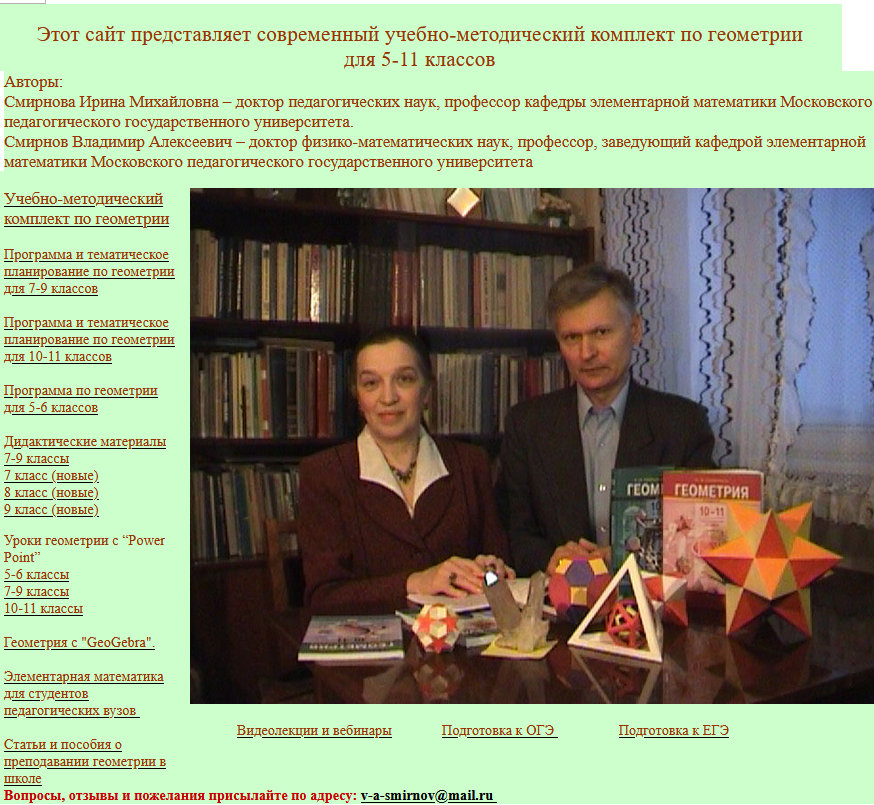 Этот сайт представляет современный учебно-методический комплект по геометрии
для 5-11 классов
Авторы:
Смирнова Ирина Михайловна – доктор педагогических наук, профессор кафедры элементарной математики Московского
педагогического государственного университета.
Смирнов Владимир Алексеевич – доктор физико-математических наук, профессор, заведующий кафедрой элементарной
математики Московского педагогического государственного университета
Учебно-методический
комплект по геометрии
Программа и тематическое
планирование по геометрии
для 7-9 классов
Программа и тематическое
планирование по геометрии
для 10-11 классов
Программа по геометрии
для 5-6 классов
Дидактические материалы
7-9 классы
7 класс (новые)
8 класс (новые)
9 класс (новые)
Уроки геометрии с “Power
Point”
5-6 классы
7-9 классы
10-11 классы
Геометрия с "GeoGebra".
Элементарная математика
для студентов
педагогических вузов
Статьи и пособия о
преподавании геометрии в
школе
ГЕОМ
ГЕОМЕТРИЯ
10-11
Видеолекции и вебинары
Подготовка к ОГЭ
Подготовка к ЕГЭ
Вопросы, отзывы и пожелания присылайте по адресу: v-a-smirnov@mail.ru